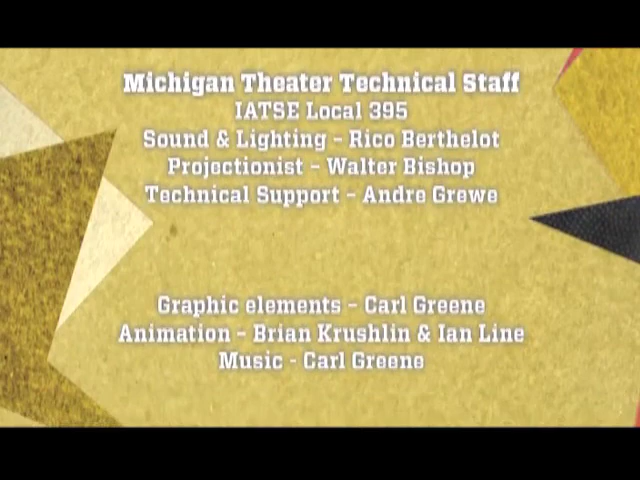 Michigan Theater Technical Staff
IATSE Local 395
Sound & Lighting – Rico Berthelot
Projectionist – Walter Bishop
Technical Support – Andre Grewe
Graphic elements – Carl Greene
Animation – Brian Krushlin & Ian Line
Music - Carl Greene